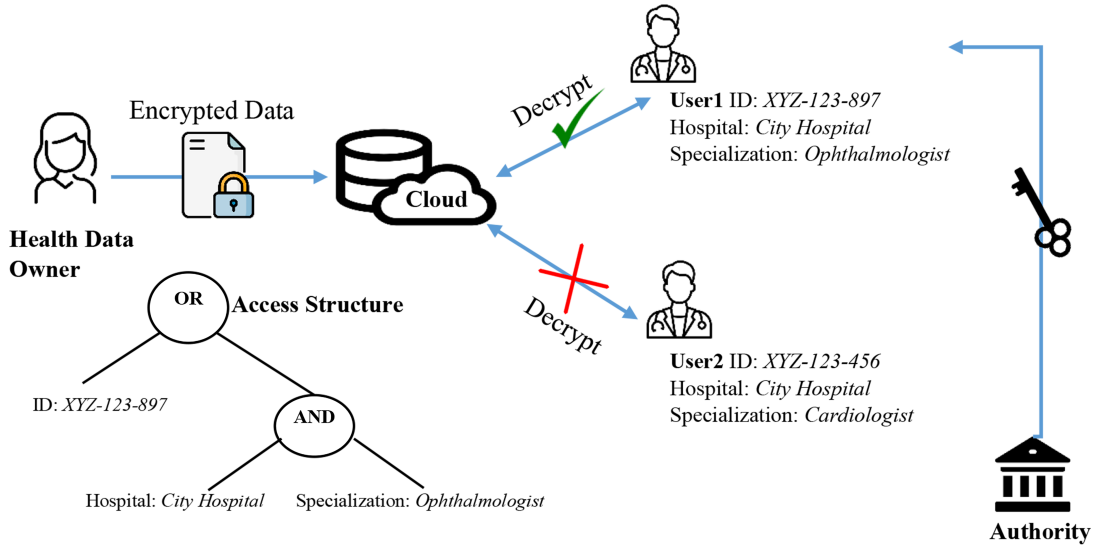 Encrypted Data
Health Data
Owner
Cloud
Decrypt
User1 ID: XYZ-123-897
Hospital: City Hospital
Specialization: Ophthalmologist
Decrypt
User2 ID: XYZ-123-456
Hospital: City Hospital
Specialization: Cardiologist
OR
Access Structure
ID: XYZ-123-897
AND
Hospital: City Hospital
Specialization: Ophthalmologist
Authority